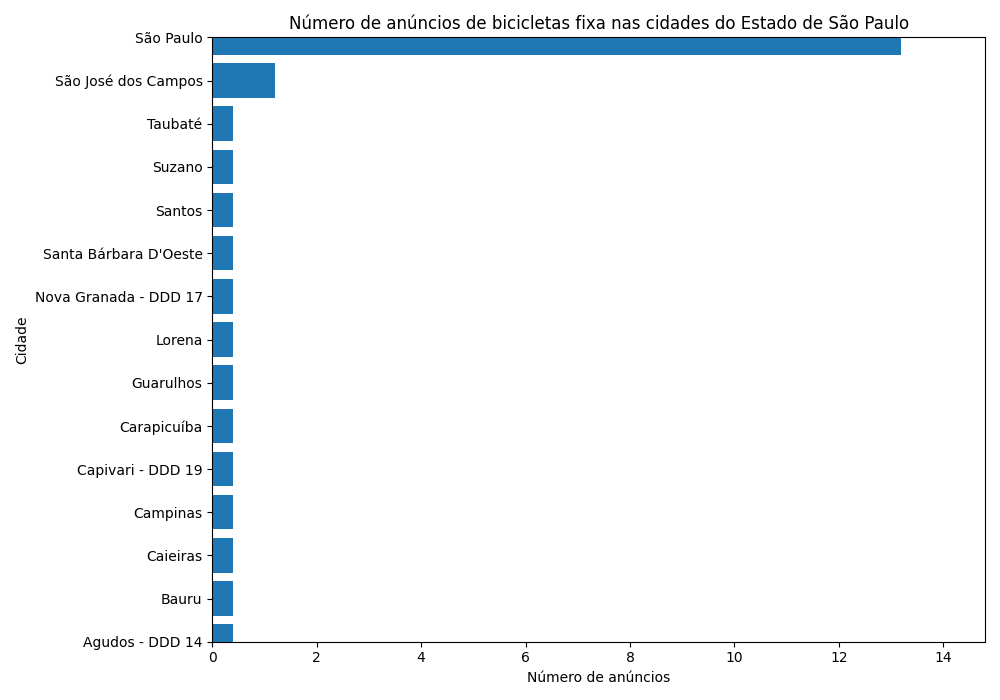 Número de anúncios de bicicletas fixa nas cidades do Estado de São Paulo
São Paulo
São José dos Campos
Taubaté
Suzano
Santos
Santa Bárbara D'Oeste
Nova Granada - DDD 17
Lorena
Guarulhos
Carapicuíba
Capivari - DDD 19
Campinas
Caieiras
Bauru
Agudos - DDD 14
Cidade
0 2 4 6 8 10 12 14
Número de anúncios